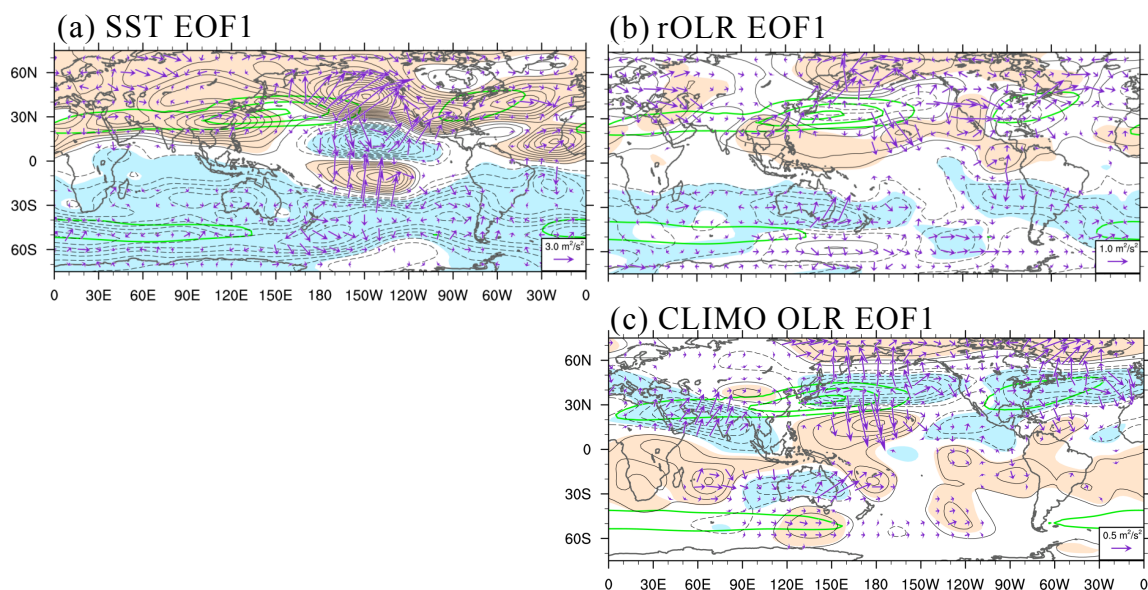 (a) SST EOF1
60N
30N
0
30S
60S
3.0 m²/s²
0 30E 60E 90E 120E 150E 180 150W 120W 90W 60W 30W 0
(b) rOLR EOF1
1.0 m²/s²
(c) CLIMO OLR EOF1
60N
30N
0
30S
60S
0.5 m²/s²
0 30E 60E 90E 120E 150E 180 150W 120W 90W 60W 30W 0